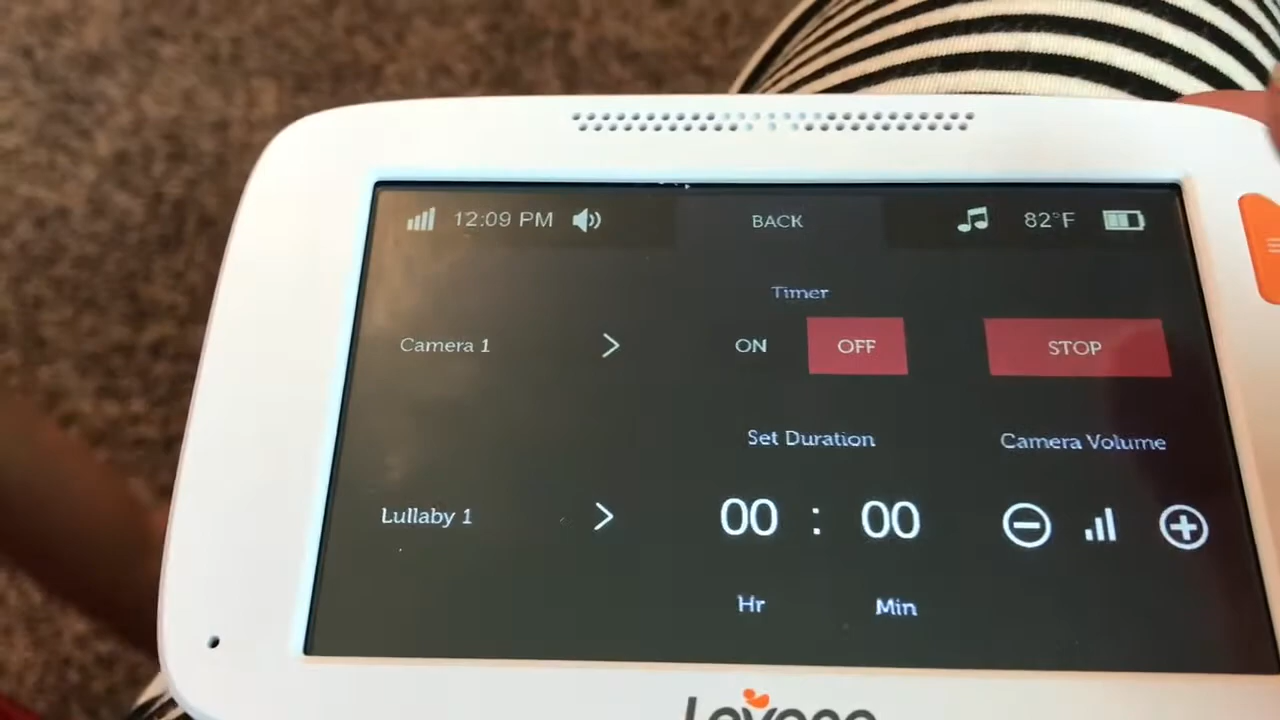 12:09 PM
BACK
82°F
Timer
Camera 1
ON
OFF
STOP
Set Duration
Camera Volume
Lullaby 1
00 : 00
Hr
Min